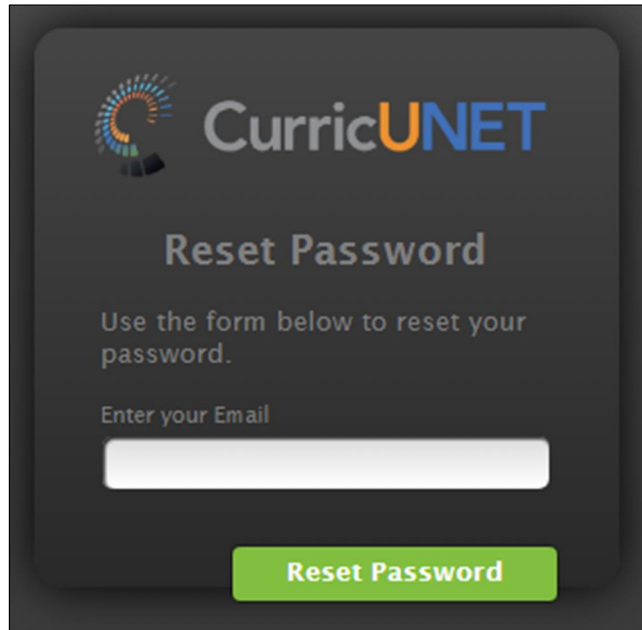 CurricUNET
Reset Password
Use the form below to reset your
password.
Enter your Email
Reset Password